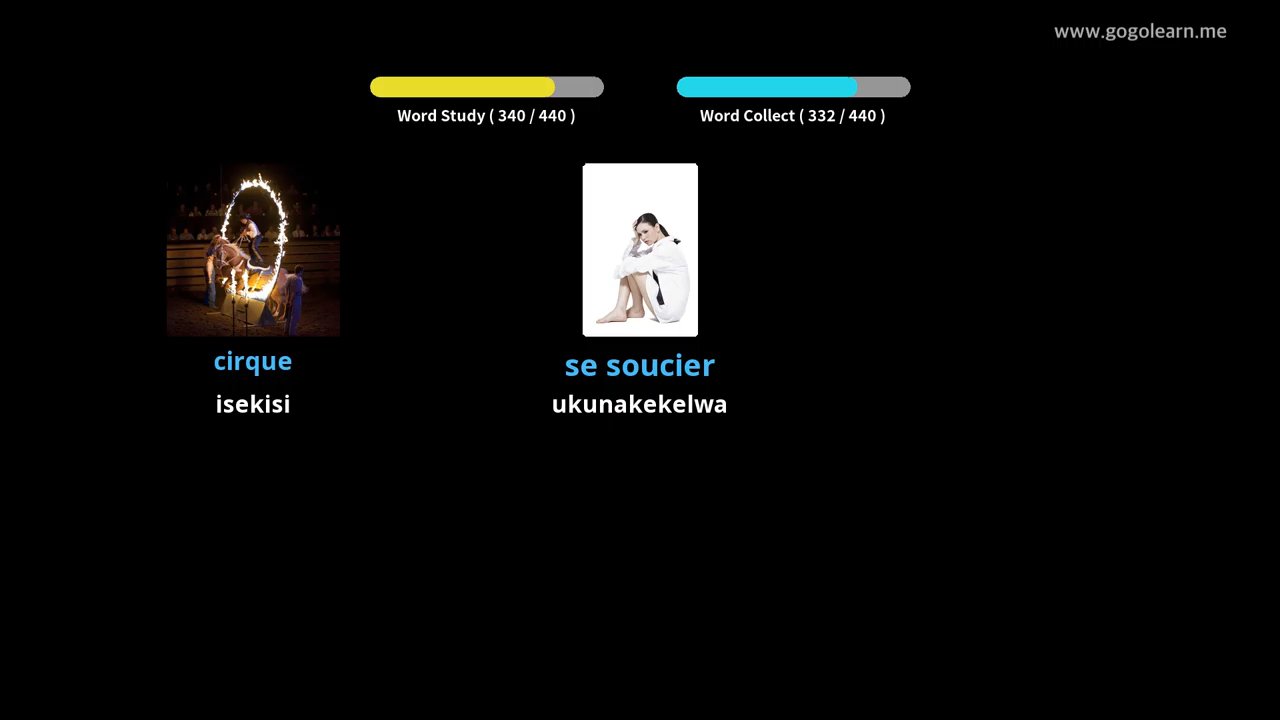 www.gogolearn.me
Word Study ( 340 / 440 )
Word Collect ( 332 / 440 )
cirque
isekisi
se soucier
ukunakekelwa